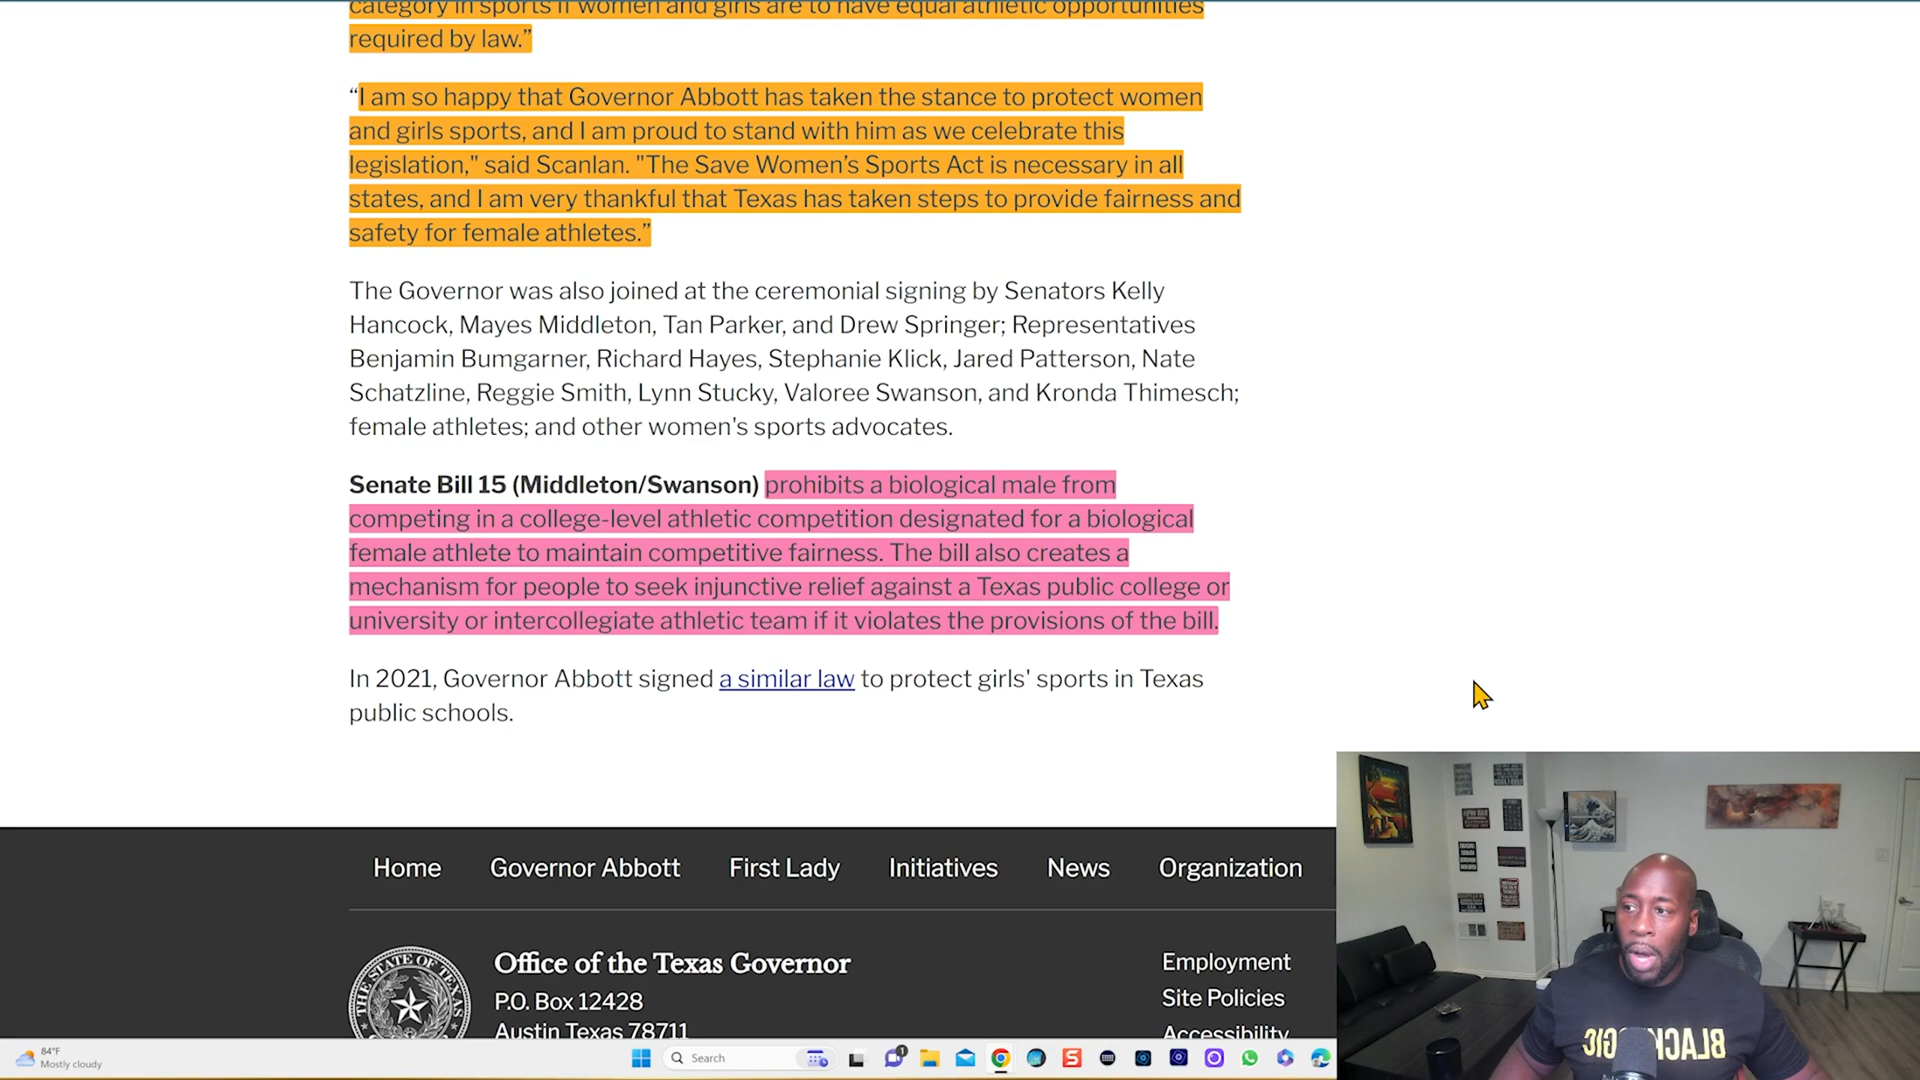 category in sports if women and girls are to have equal athletic opportunities
required by law.”
“I am so happy that Governor Abbott has taken the stance to protect women
and girls sports, and I am proud to stand with him as we celebrate this
legislation," said Scanlan. "The Save Women’s Sports Act is necessary in all
states, and I am very thankful that Texas has taken steps to provide fairness and
safety for female athletes.”
The Governor was also joined at the ceremonial signing by Senators Kelly
Hancock, Mayes Middleton, Tan Parker, and Drew Springer; Representatives
Benjamin Bumgarner, Richard Hayes, Stephanie Klick, Jared Patterson, Nate
Schatzline, Reggie Smith, Lynn Stucky, Valoree Swanson, and Kronda Thimesch;
female athletes; and other women's sports advocates.
Senate Bill 15 (Middleton/Swanson) prohibits a biological male from
competing in a college-level athletic competition designated for a biological
female athlete to maintain competitive fairness. The bill also creates a
mechanism for people to seek injunctive relief against a Texas public college or
university or intercollegiate athletic team if it violates the provisions of the bill.
In 2021, Governor Abbott signed a similar law to protect girls' sports in Texas
public schools.
Home Governor Abbott First Lady Initiatives News Organization
THE STATE OF TEXAS
Office of the Texas Governor
P.O. Box 12428
Austin Texas 78711
Employment
Site Policies
Accessibility
84°F
Mostly cloudy
Search
1